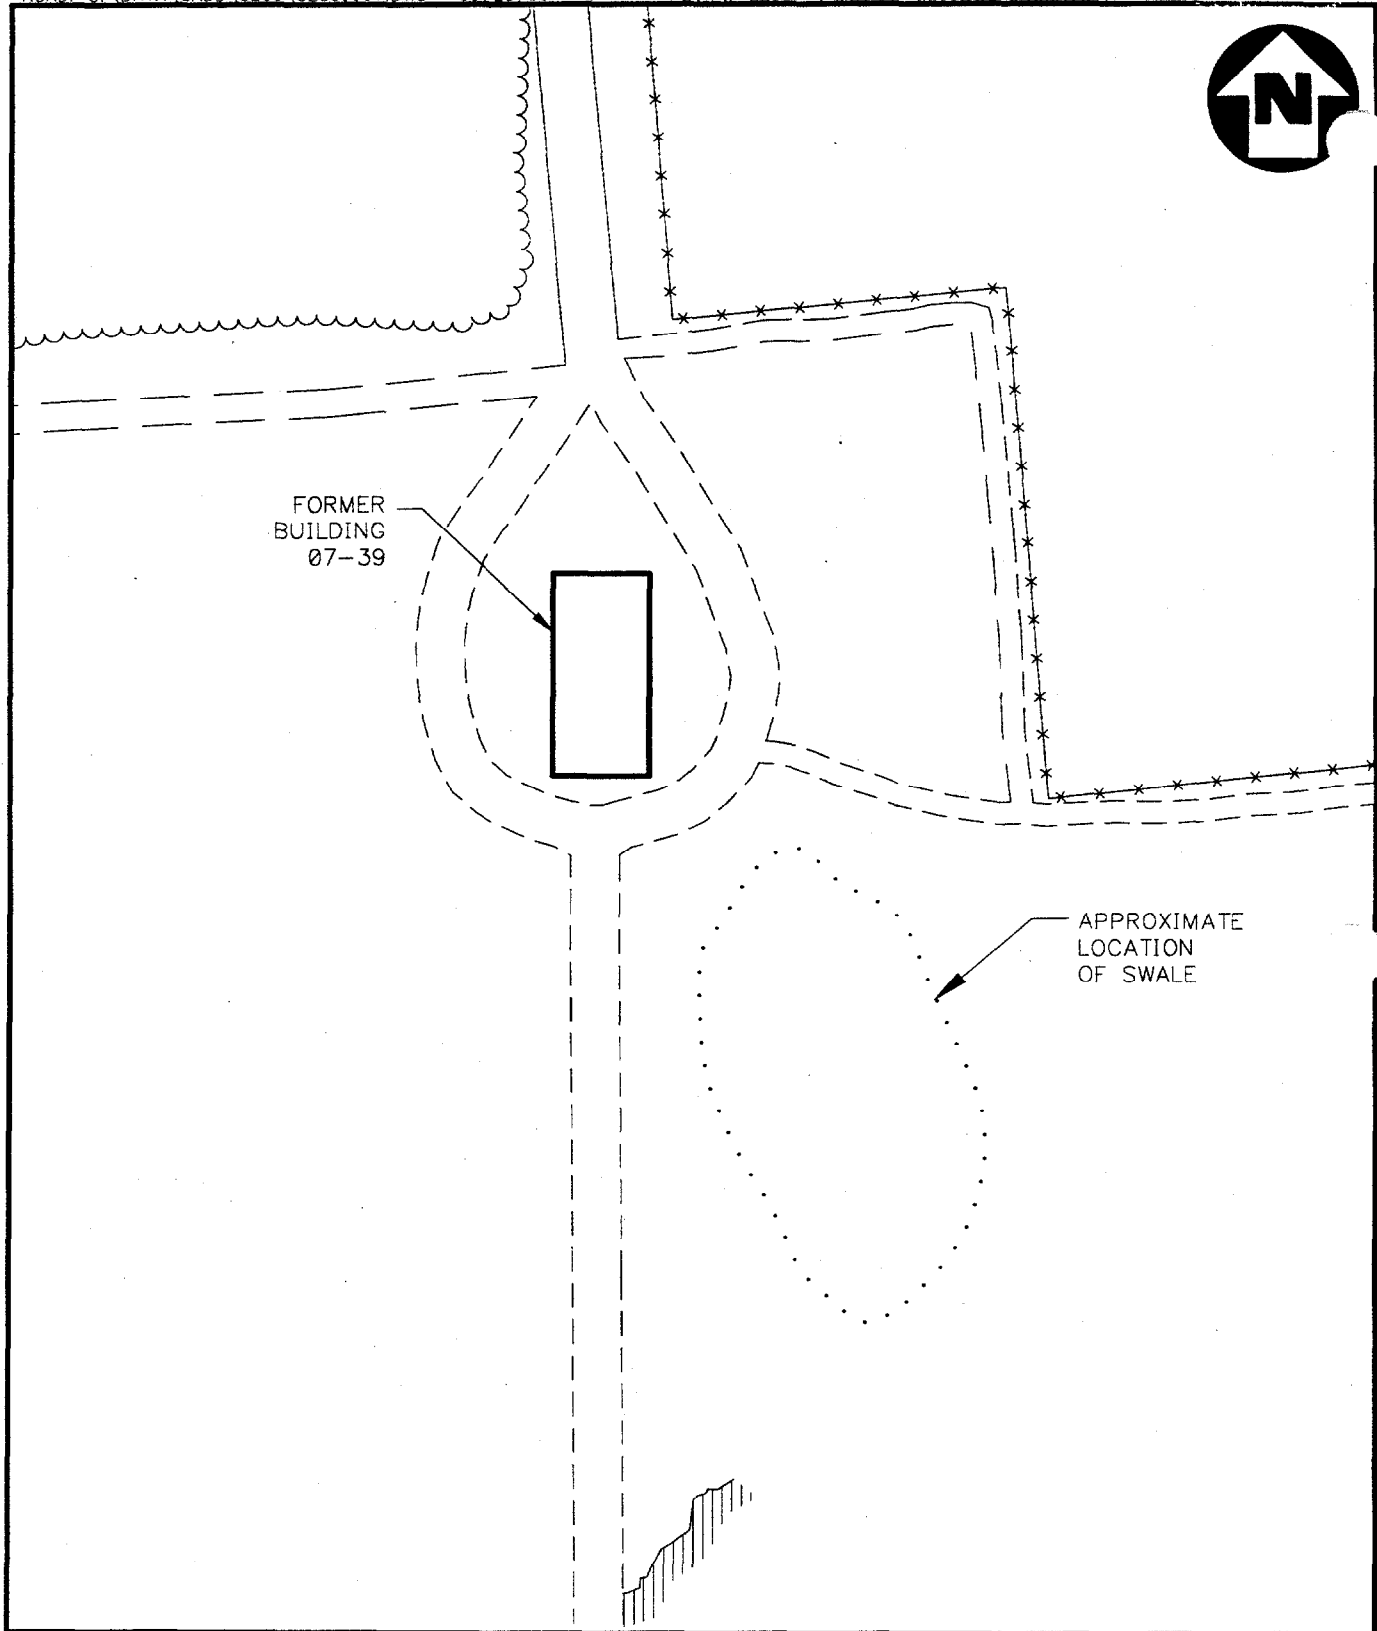 N
FORMER
BUILDING
07-39
APPROXIMATE
LOCATION
OF SWALE